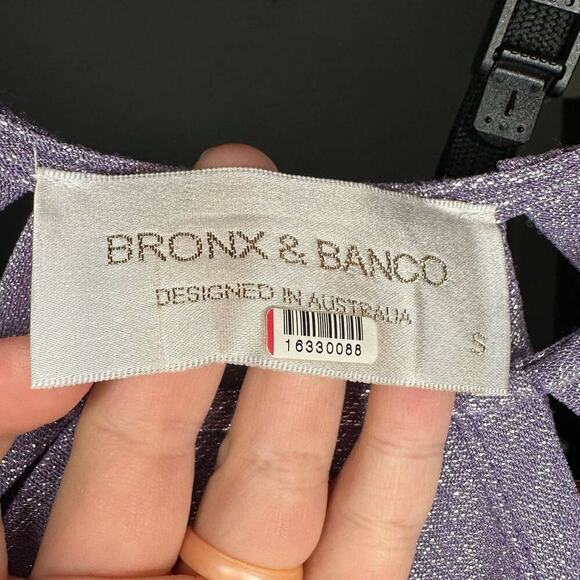 BRONX & BANCO
DESIGNED IN AUSTRALIA
S
16330088